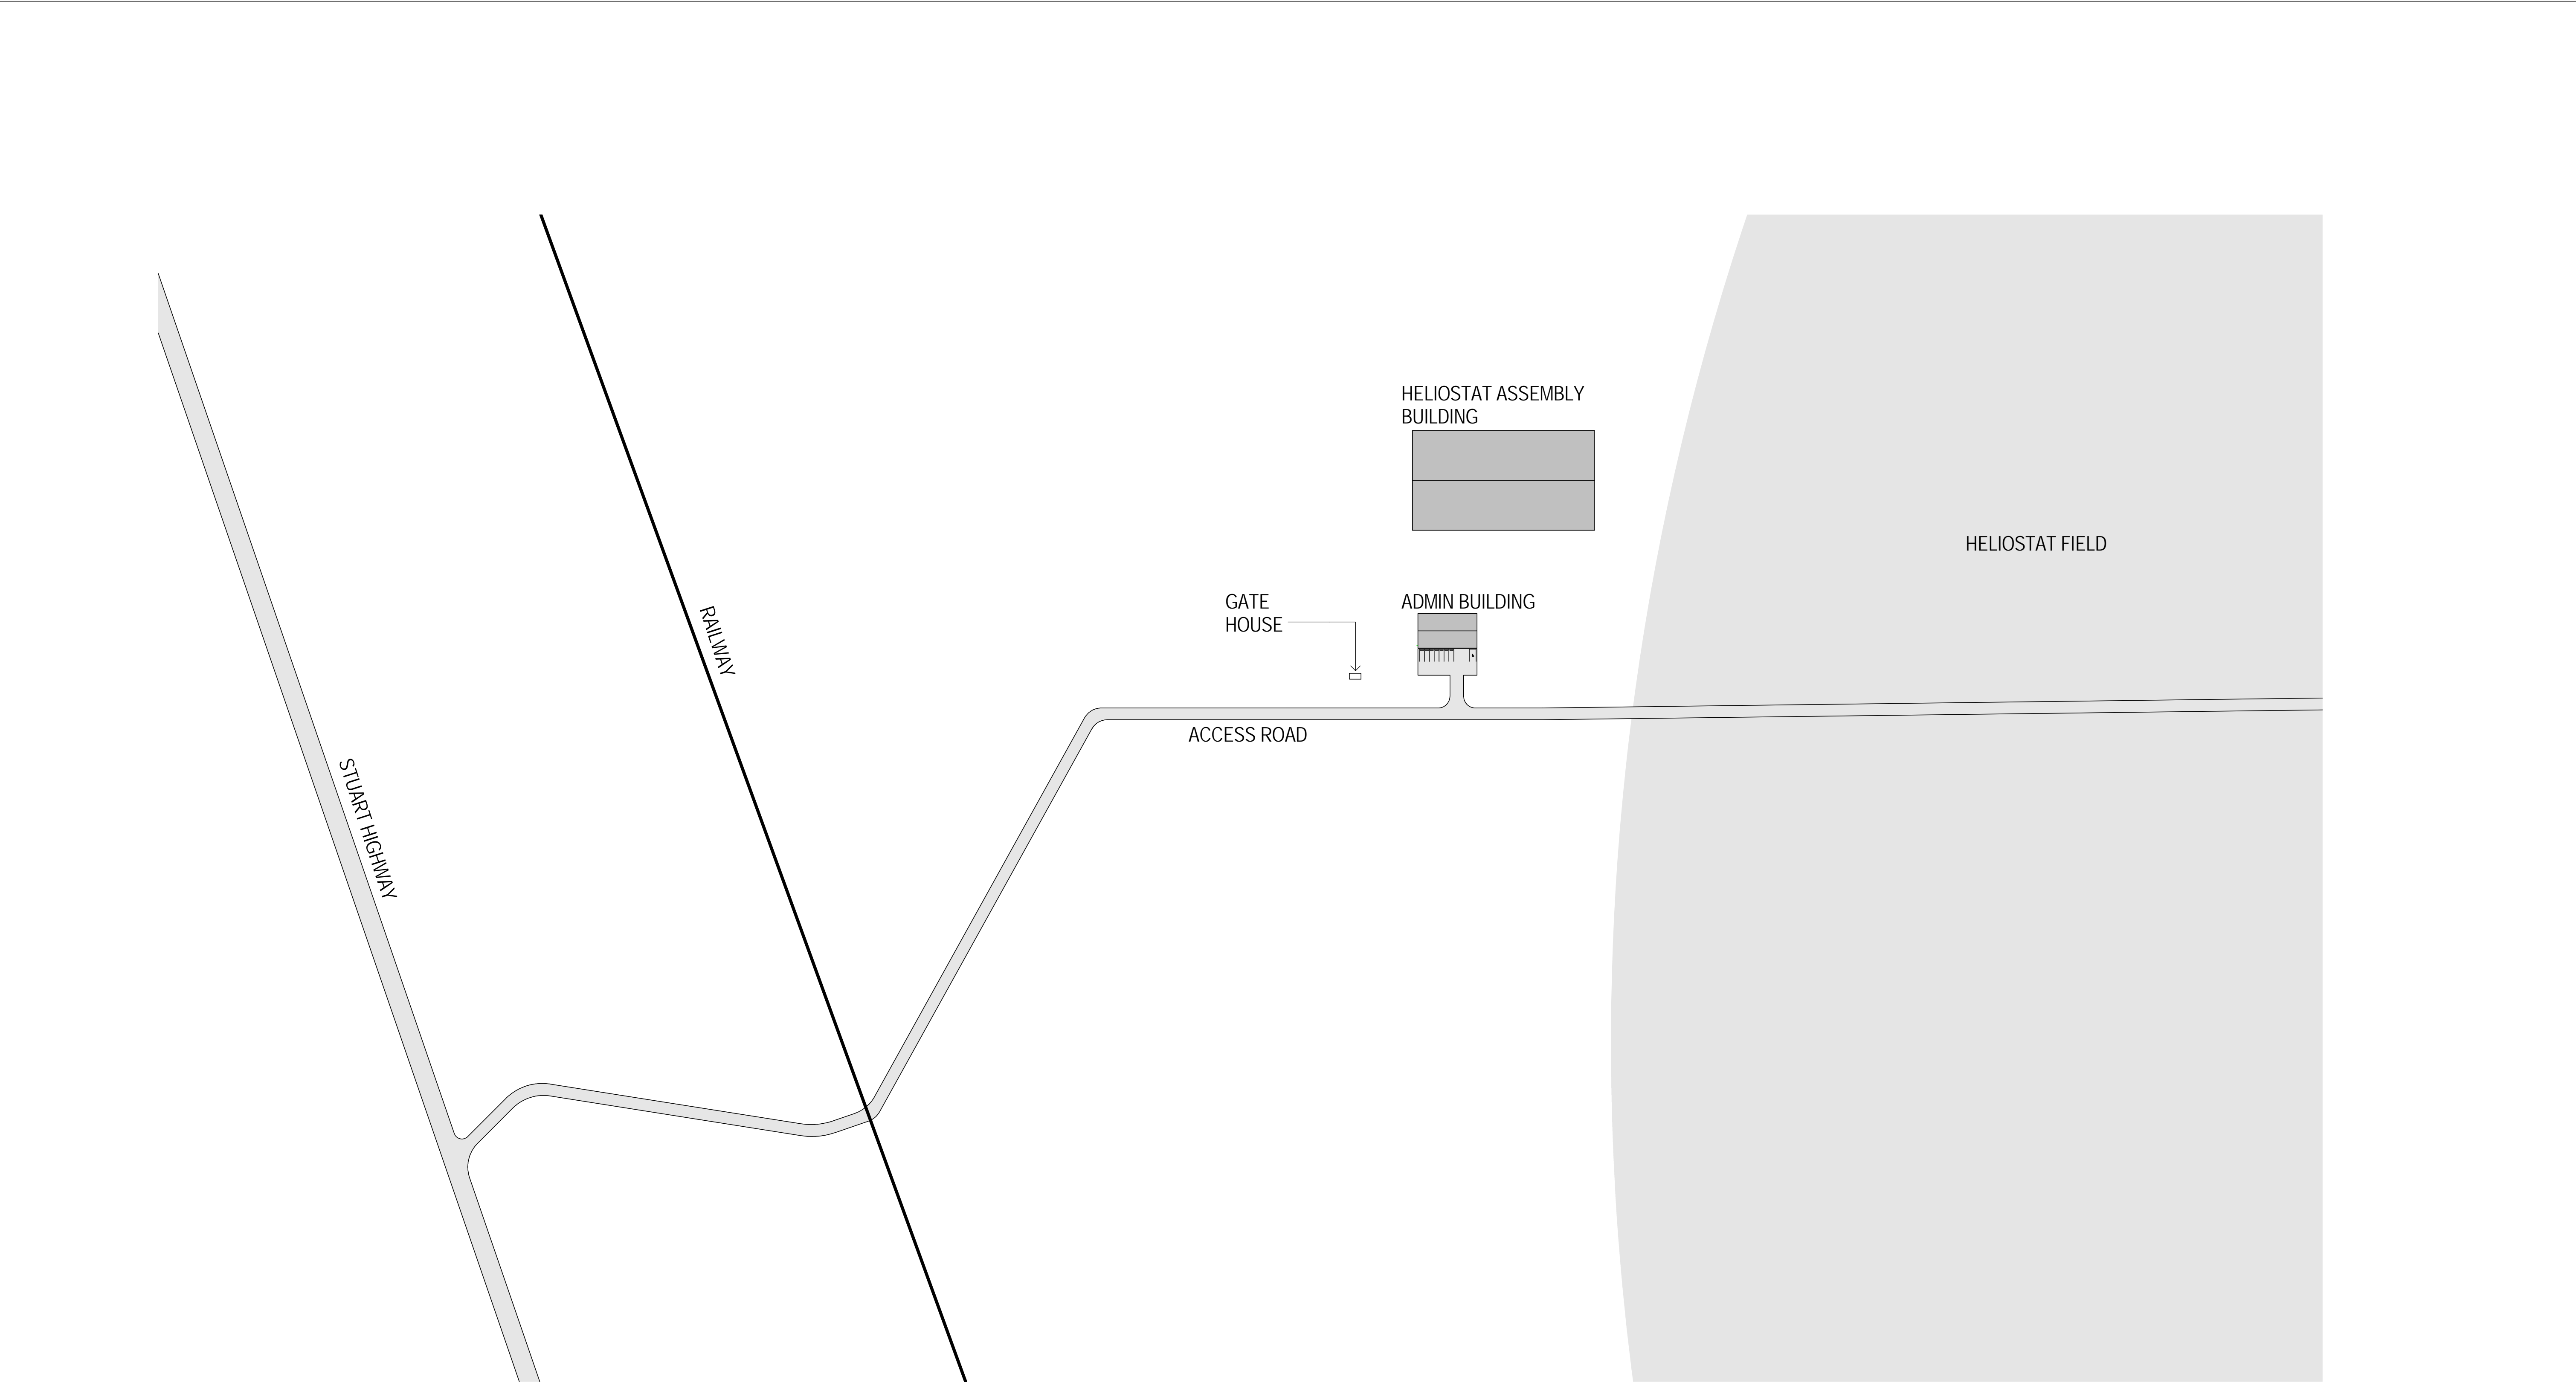 HELIOSTAT ASSEMBLY
BUILDING
HELIOSTAT FIELD
GATE
HOUSE
ADMIN BUILDING
RAILWAY
ACCESS ROAD
STUART HIGHWAY